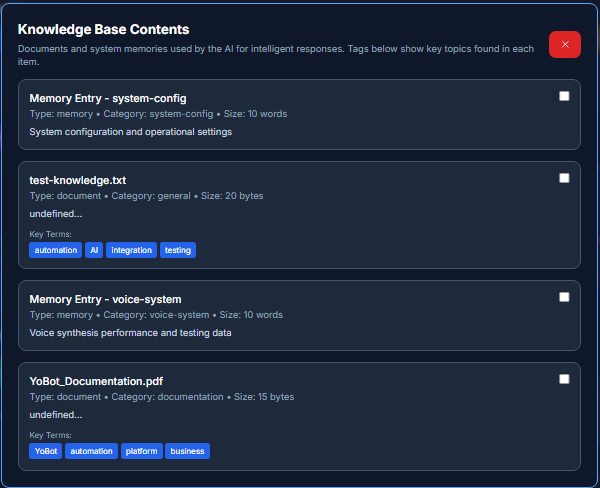 Knowledge Base Contents
Documents and system memories used by the AI for intelligent responses. Tags below show key topics found in each
item.
Memory Entry - system-config
Type: memory • Category: system-config • Size: 10 words
System configuration and operational settings
test-knowledge.txt
Type: document • Category: general • Size: 20 bytes
undefined...
Key Terms:
automation AI integration testing
Memory Entry - voice-system
Type: memory • Category: voice-system • Size: 10 words
Voice synthesis performance and testing data
YoBot_Documentation.pdf
Type: document • Category: documentation • Size: 15 bytes
undefined...
Key Terms:
YoBot automation platform business